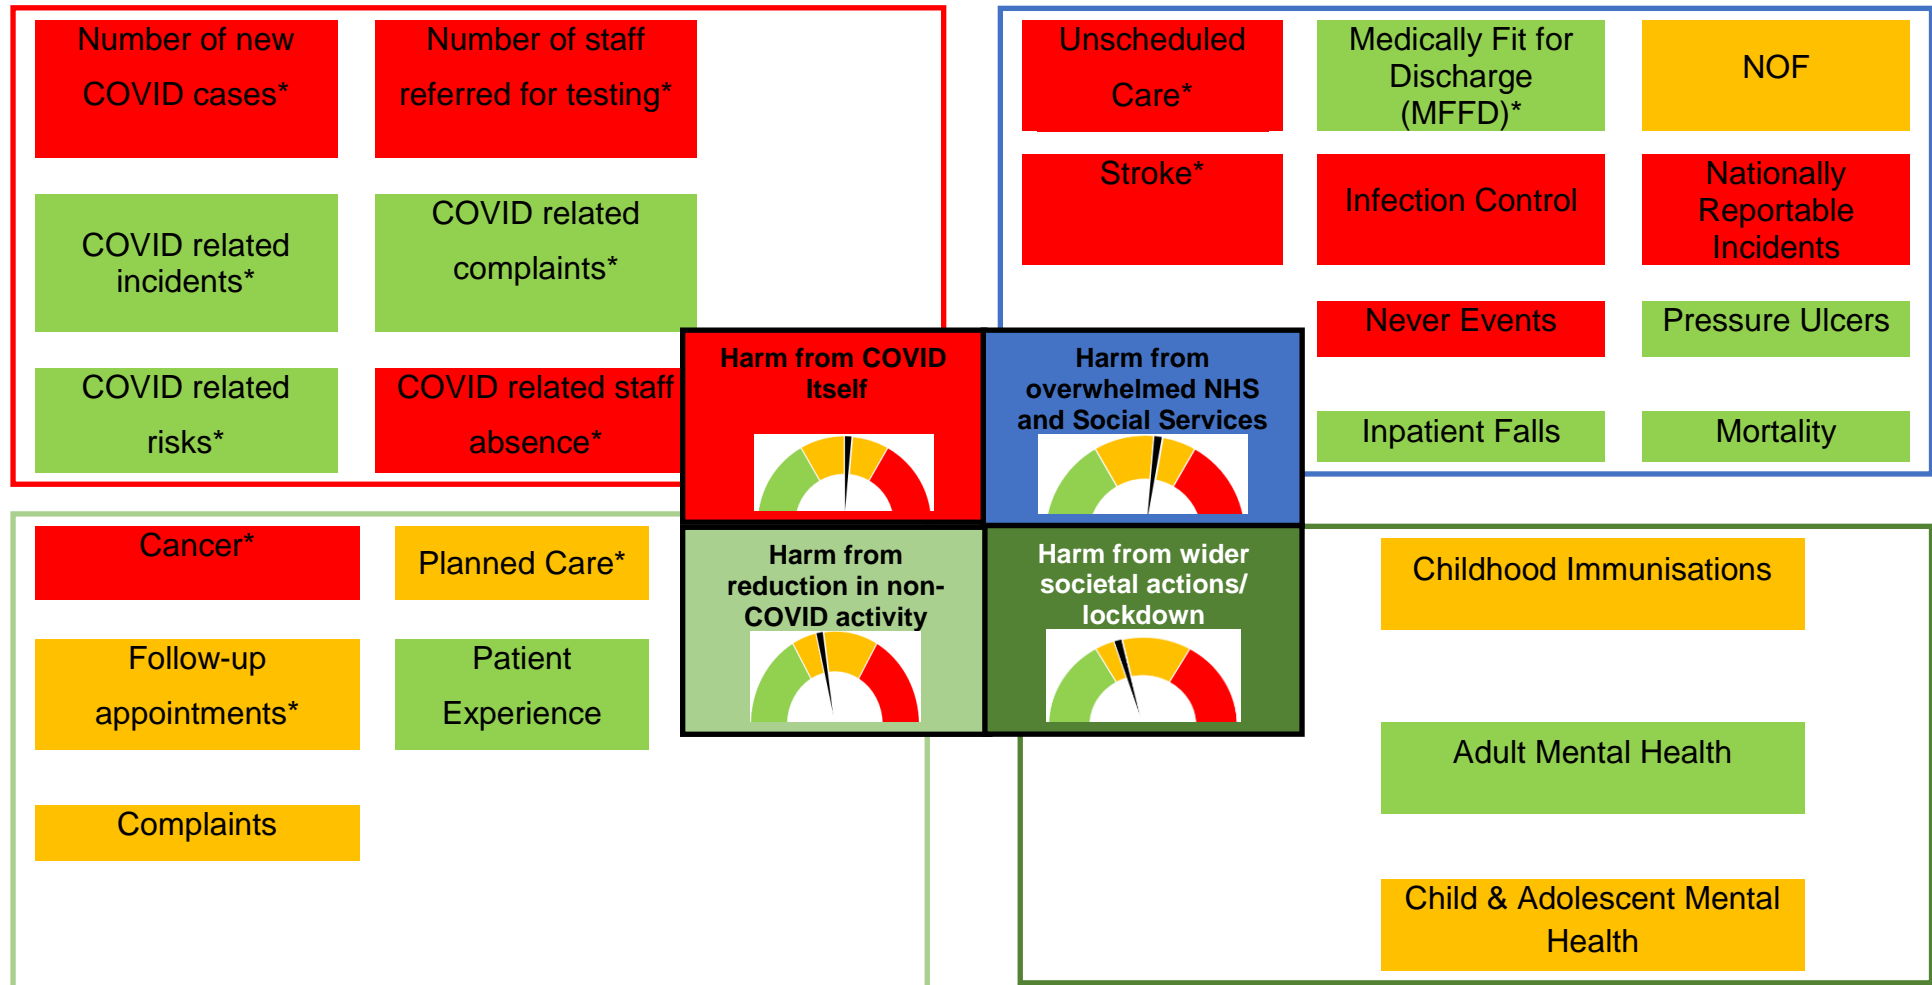 Number of new
COVID cases*
Number of staff
referred for testing*
COVID related
incidents*
COVID related
complaints*
COVID related
risks*
COVID related staff
absence*
Unscheduled
Care*
Medically Fit for
Discharge
(MFFD)*
NOF
Stroke*
Infection Control
Nationally
Reportable
Incidents
Never Events
Pressure Ulcers
Inpatient Falls
Mortality
Harm from COVID
Itself
Harm from
overwhelmed NHS
and Social Services
Harm from
reduction in non-
COVID activity
Harm from wider
societal actions/
lockdown
Cancer*
Planned Care*
Follow-up
appointments*
Patient
Experience
Complaints
Childhood Immunisations
Adult Mental Health
Child & Adolescent Mental
Health